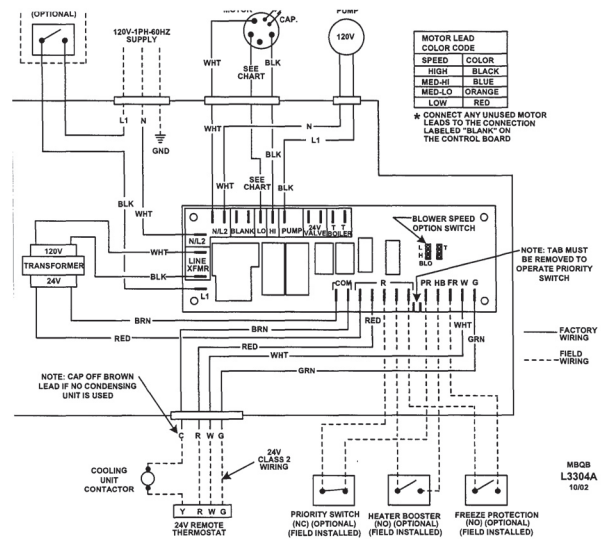 (OPTIONAL)
120V-1PH-60HZ
SUPPLY
MOTOR
CAP.
PUMP
120V
WHT
SEE
CHART
BLK
MOTOR LEAD
COLOR CODE
SPEED COLOR
HIGH BLACK
MED-HI BLUE
MED-LO ORANGE
LOW RED
* CONNECT ANY UNUSED MOTOR
LEADS TO THE CONNECTION
LABELED "BLANK" ON
THE CONTROL BOARD
L1 N
GND
WHT
N
L1
BLK
WHT
SEE
CHART
BLK
BLK
WHT
N/L2 BLANK LO HI PUMP 24V VALVE T T BOILER
N/L2
LINE
XFMR
L1
BLOWER SPEED
OPTION SWITCH
L
H
T
BLO
NOTE: TAB MUST
BE REMOVED TO
OPERATE PRIORITY
SWITCH
120V
TRANSFORMER
24V
WHT
BLK
COM R PR HB FR W G
BRN
BRN
RED
RED
RED
WHT
WHT
GRN
GRN
FACTORY
WIRING
FIELD
WIRING
NOTE: CAP OFF BROWN
LEAD IF NO CONDENSING
UNIT IS USED
C R W G
24V
CLASS 2
WIRING
COOLING
UNIT
CONTACTOR
Y R W G
24V REMOTE
THERMOSTAT
PRIORITY SWITCH
(NC) (OPTIONAL)
(FIELD INSTALLED)
HEATER BOOSTER
(NO) (OPTIONAL)
(FIELD INSTALLED)
FREEZE PROTECTION
(NO) (OPTIONAL)
(FIELD INSTALLED)
MBQB
L3304A
10/02